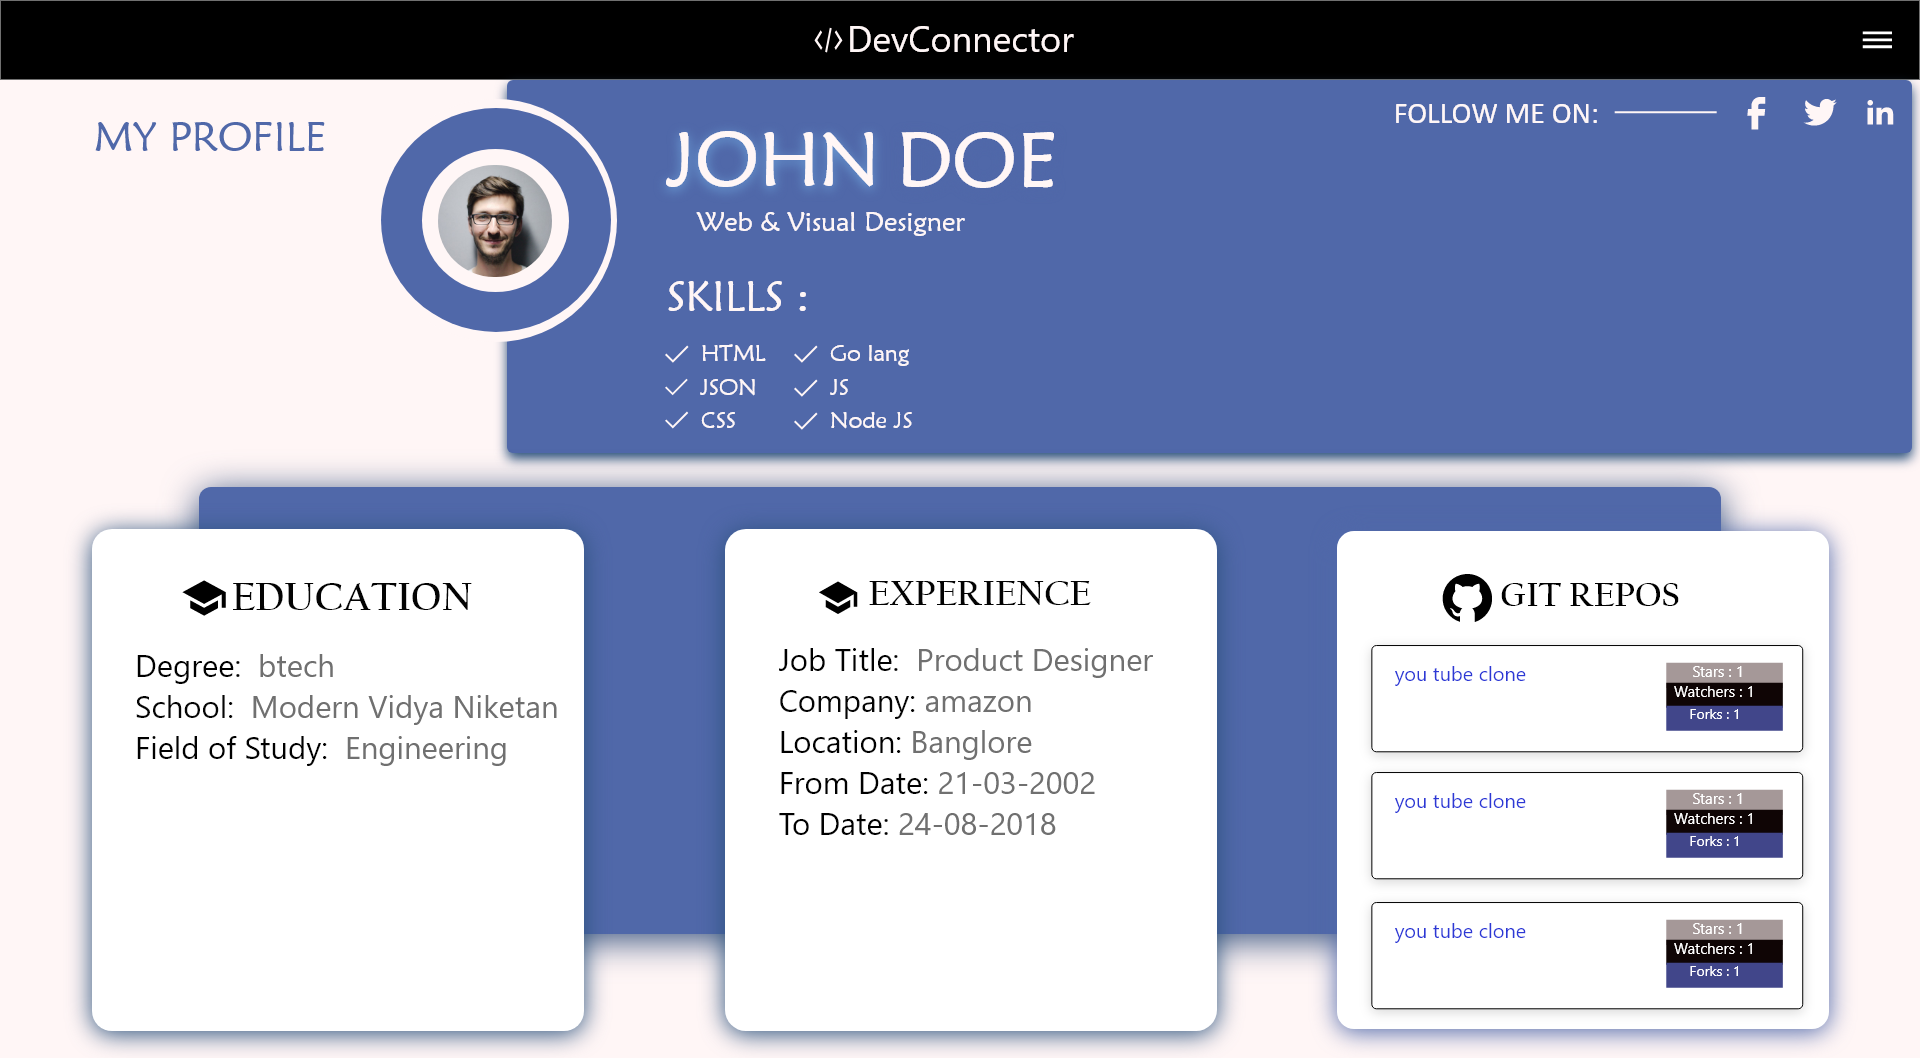 </>DevConnector
MY PROFILE
FOLLOW ME ON:
JOHN DOE
Web & Visual Designer
SKILLS :
HTML
Go lang
JSON
JS
CSS
Node JS
EDUCATION
Degree: btech
School: Modern Vidya Niketan
Field of Study: Engineering
EXPERIENCE
Job Title: Product Designer
Company: amazon
Location: Banglore
From Date: 21-03-2002
To Date: 24-08-2018
GIT REPOS
you tube clone
Stars : 1
Watchers : 1
Forks : 1
you tube clone
Stars : 1
Watchers : 1
Forks : 1
you tube clone
Stars : 1
Watchers : 1
Forks : 1